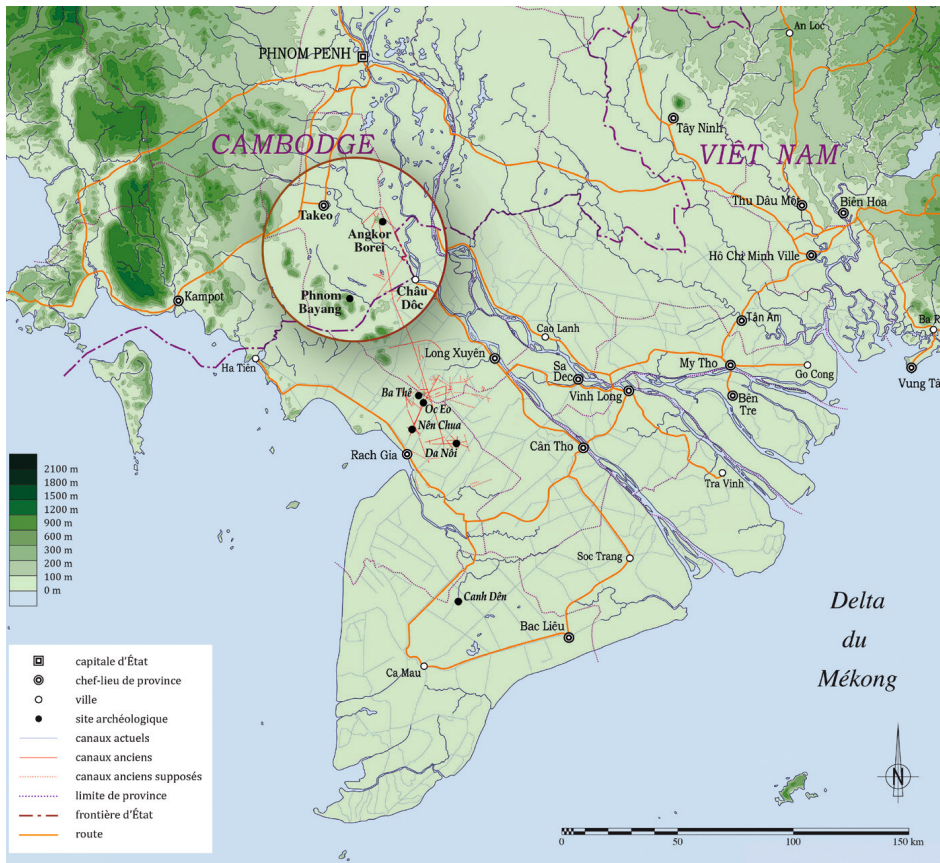 PHNOM PENH
An Loc
CAMBODGE
Tây Ninh
VIÊT NAM
Takeo
Thu Dâu Môt
Biên Hoa
Angkor
Borei
Hô Chi Minh Ville
Châu
Dôc
Phnom
Bayang
Kampot
Tân An
Cao Lanh
Ba R
Ha Tiên
Long Xuyên
Sa
Dec
My Tho
Go Cong
Vung Tâ
Ba Thê
Oc Eo
Vinh Long
Bên
Tre
Nên Chua
Da Nôi
Rach Gia
Cân Tho
Tra Vinh
2100 m
1800 m
1500 m
1200 m
900 m
600 m
300 m
200 m
100 m
0 m
Soc Trang
Canh Dên
Bac Liêu
Delta
du
Mékong
Ca Mau
capitale d'État
chef-lieu de province
ville
site archéologique
canaux actuels
canaux anciens
canaux anciens supposés
limite de province
frontière d'État
route
N
0 50 100 150 km